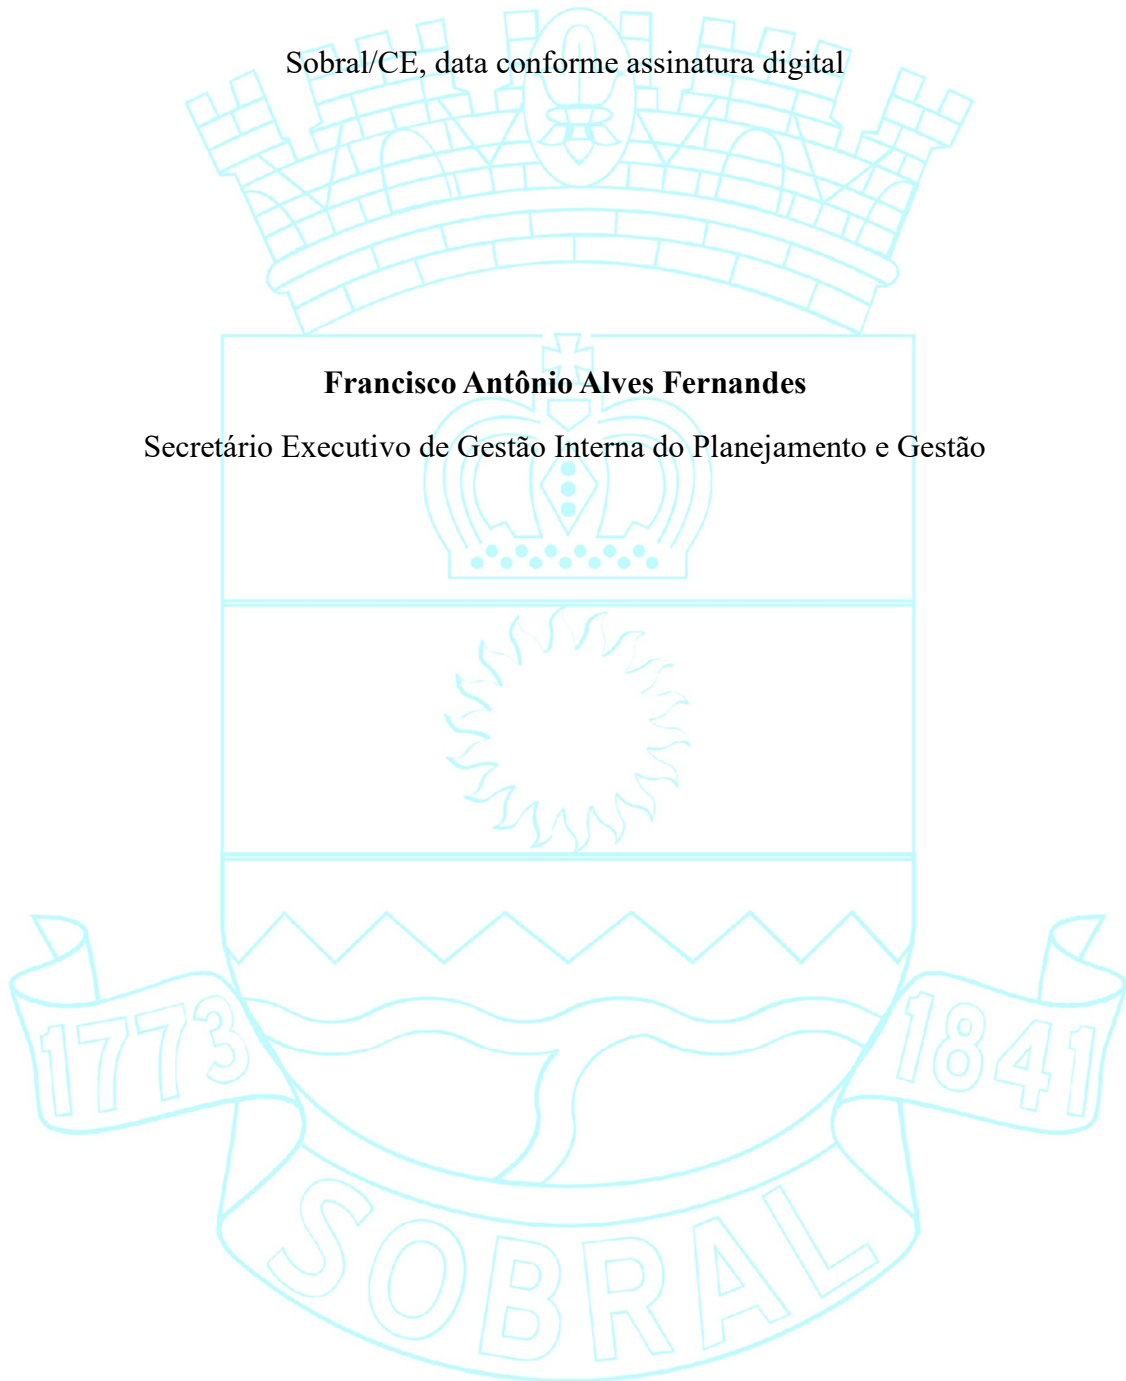 Sobral/CE, data conforme assinatura digital
Francisco Antônio Alves Fernandes
Secretário Executivo de Gestão Interna do Planejamento e Gestão
1773
1841
SOBRAL